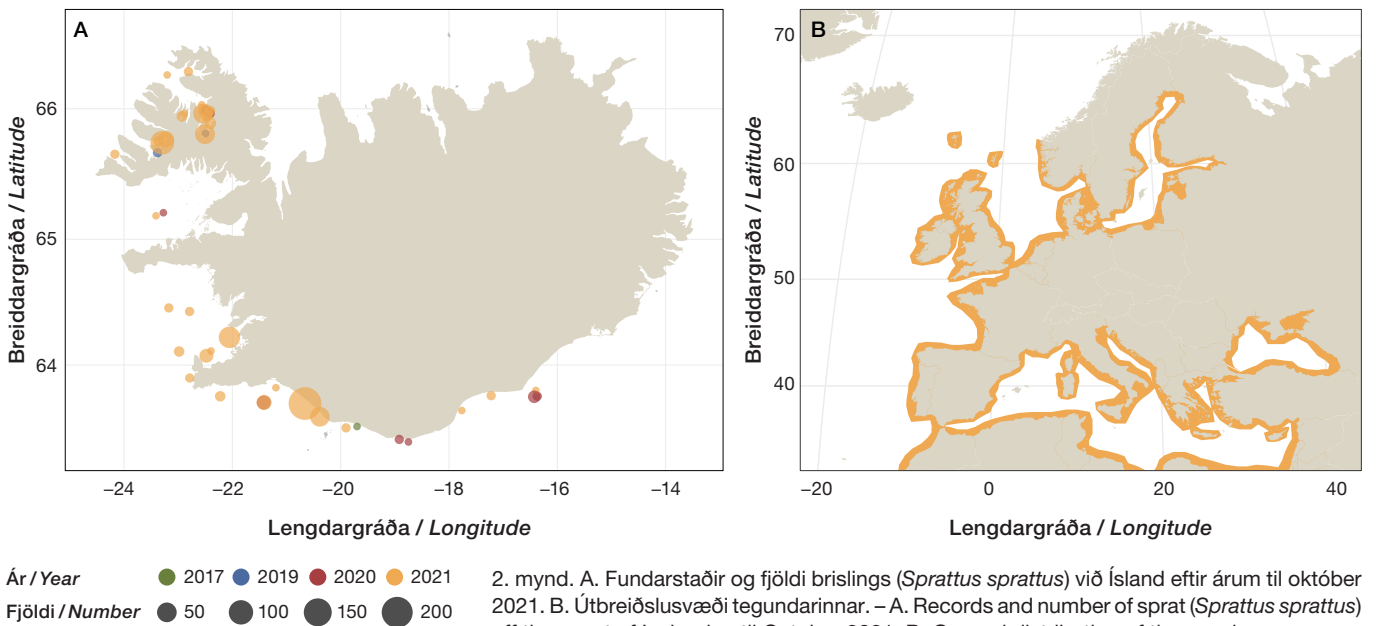 A
66
65
64
Breiddargráða / Latitude
−24
−22
−20
−18
−16
−14
Lengdargráða / Longitude
B
70
60
50
40
Breiddargráða / Latitude
−20
0
20
40
Lengdargráða / Longitude
Ár / Year
2017
2019
2020
2021
Fjöldi / Number
50
100
150
200
2. mynd. A. Fundarstaðir og fjöldi brislings (Sprattus sprattus) við Ísland eftir árum til október
2021. B. Útbreiðslusvæði tegundarinnar. – A. Records and number of sprat (Sprattus sprattus)